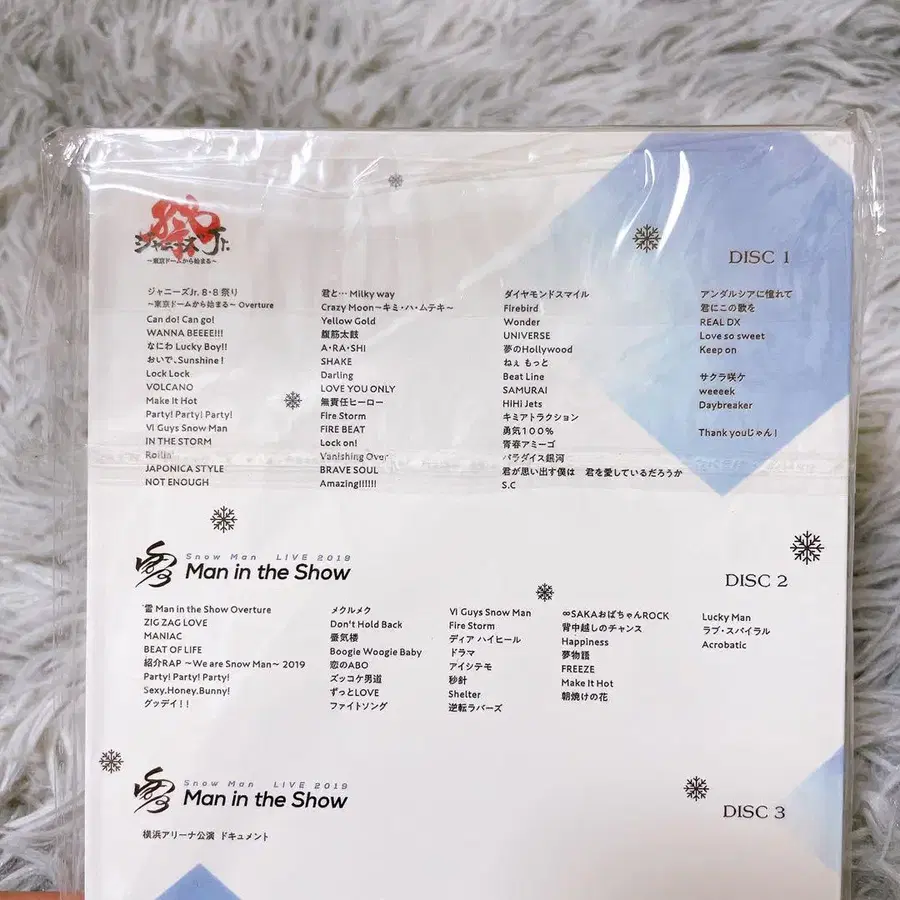 祭
ジャニーズJr.
～東京ドームから始まる～
DISC 1
ジャニーズJr. 8・8 祭り
～東京ドームから始まる～ Overture
Can do! Can go!
WANNA BEEEE!!!
なにわ Lucky Boy!!
おいで、Sunshine!
Lock Lock
VOLCANO
Make It Hot
Party! Party! Party!
VI Guys Snow Man
IN THE STORM
Rollin'
JAPONICA STYLE
NOT ENOUGH
君と… Milky way
Crazy Moon～キミ・ハ・ムテキ～
Yellow Gold
腹筋太鼓
A・RA・SHI
SHAKE
Darling
LOVE YOU ONLY
無責任ヒーロー
Fire Storm
FIRE BEAT
Lock on!
Vanishing Over
BRAVE SOUL
Amazing!!!!!!
ダイヤモンドスマイル
Firebird
Wonder
UNIVERSE
夢のHollywood
ねぇ もっと
Beat Line
SAMURAI
HiHi Jets
キミアトラクション
勇気100%
青春アミーゴ
パラダイス銀河
君が思い出す僕は 君を愛しているだろうか
S.C
アンダルシアに憧れて
君にこの歌を
REAL DX
Love so sweet
Keep on
サクラ咲ケ
weeeek
Daybreaker
Thank youじゃん!
Snow Man LIVE 2019
雪 Man in the Show
DISC 2
雪 Man in the Show Overture
ZIG ZAG LOVE
MANIAC
BEAT OF LIFE
紹介RAP ～We are Snow Man～ 2019
Party! Party! Party!
Sexy.Honey.Bunny!
グッデイ!!
メクルメク
Don't Hold Back
蜃気楼
Boogie Woogie Baby
恋のABO
ズッコケ男道
ずっとLOVE
ファイトソング
VI Guys Snow Man
Fire Storm
ディア ハイヒール
ドラマ
アイシテモ
秒針
Shelter
逆転ラバーズ
∞SAKAおばちゃんROCK
背中越しのチャンス
Happiness
夢物語
FREEZE
Make It Hot
朝焼けの花
Lucky Man
ラブ・スパイラル
Acrobatic
Snow Man LIVE 2019
雪 Man in the Show
DISC 3
横浜アリーナ公演 ドキュメント